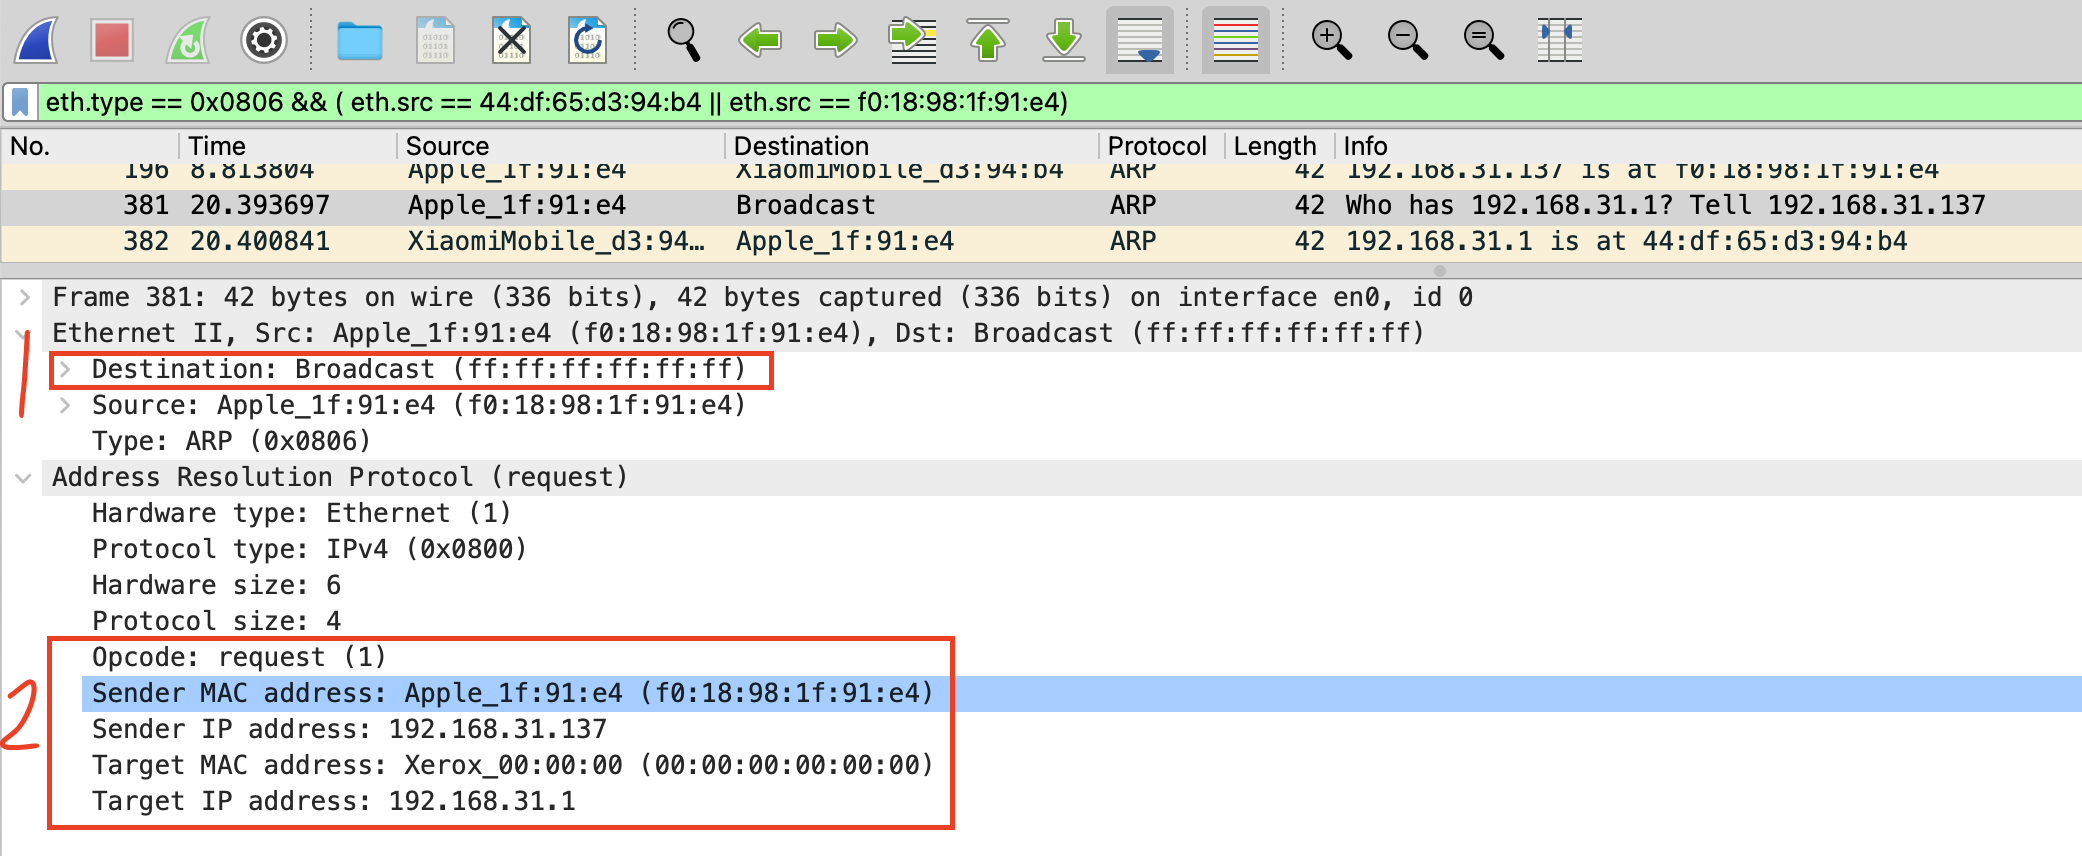 eth.type == 0x0806 && ( eth.src == 44:df:65:d3:94:b4 || eth.src == f0:18:98:1f:91:e4)
No. Time Source Destination Protocol Length Info
196 8.813804 Apple_1f:91:e4 XiaomiMobile_d3:94:b4 ARP 42 192.168.31.137 is at f0:18:98:1f:91:e4
381 20.393697 Apple_1f:91:e4 Broadcast ARP 42 Who has 192.168.31.1? Tell 192.168.31.137
382 20.400841 XiaomiMobile_d3:94… Apple_1f:91:e4 ARP 42 192.168.31.1 is at 44:df:65:d3:94:b4
Frame 381: 42 bytes on wire (336 bits), 42 bytes captured (336 bits) on interface en0, id 0
Ethernet II, Src: Apple_1f:91:e4 (f0:18:98:1f:91:e4), Dst: Broadcast (ff:ff:ff:ff:ff:ff)
1
Destination: Broadcast (ff:ff:ff:ff:ff:ff)
Source: Apple_1f:91:e4 (f0:18:98:1f:91:e4)
Type: ARP (0x0806)
Address Resolution Protocol (request)
Hardware type: Ethernet (1)
Protocol type: IPv4 (0x0800)
Hardware size: 6
Protocol size: 4
Opcode: request (1)
2
Sender MAC address: Apple_1f:91:e4 (f0:18:98:1f:91:e4)
Sender IP address: 192.168.31.137
Target MAC address: Xerox_00:00:00 (00:00:00:00:00:00)
Target IP address: 192.168.31.1